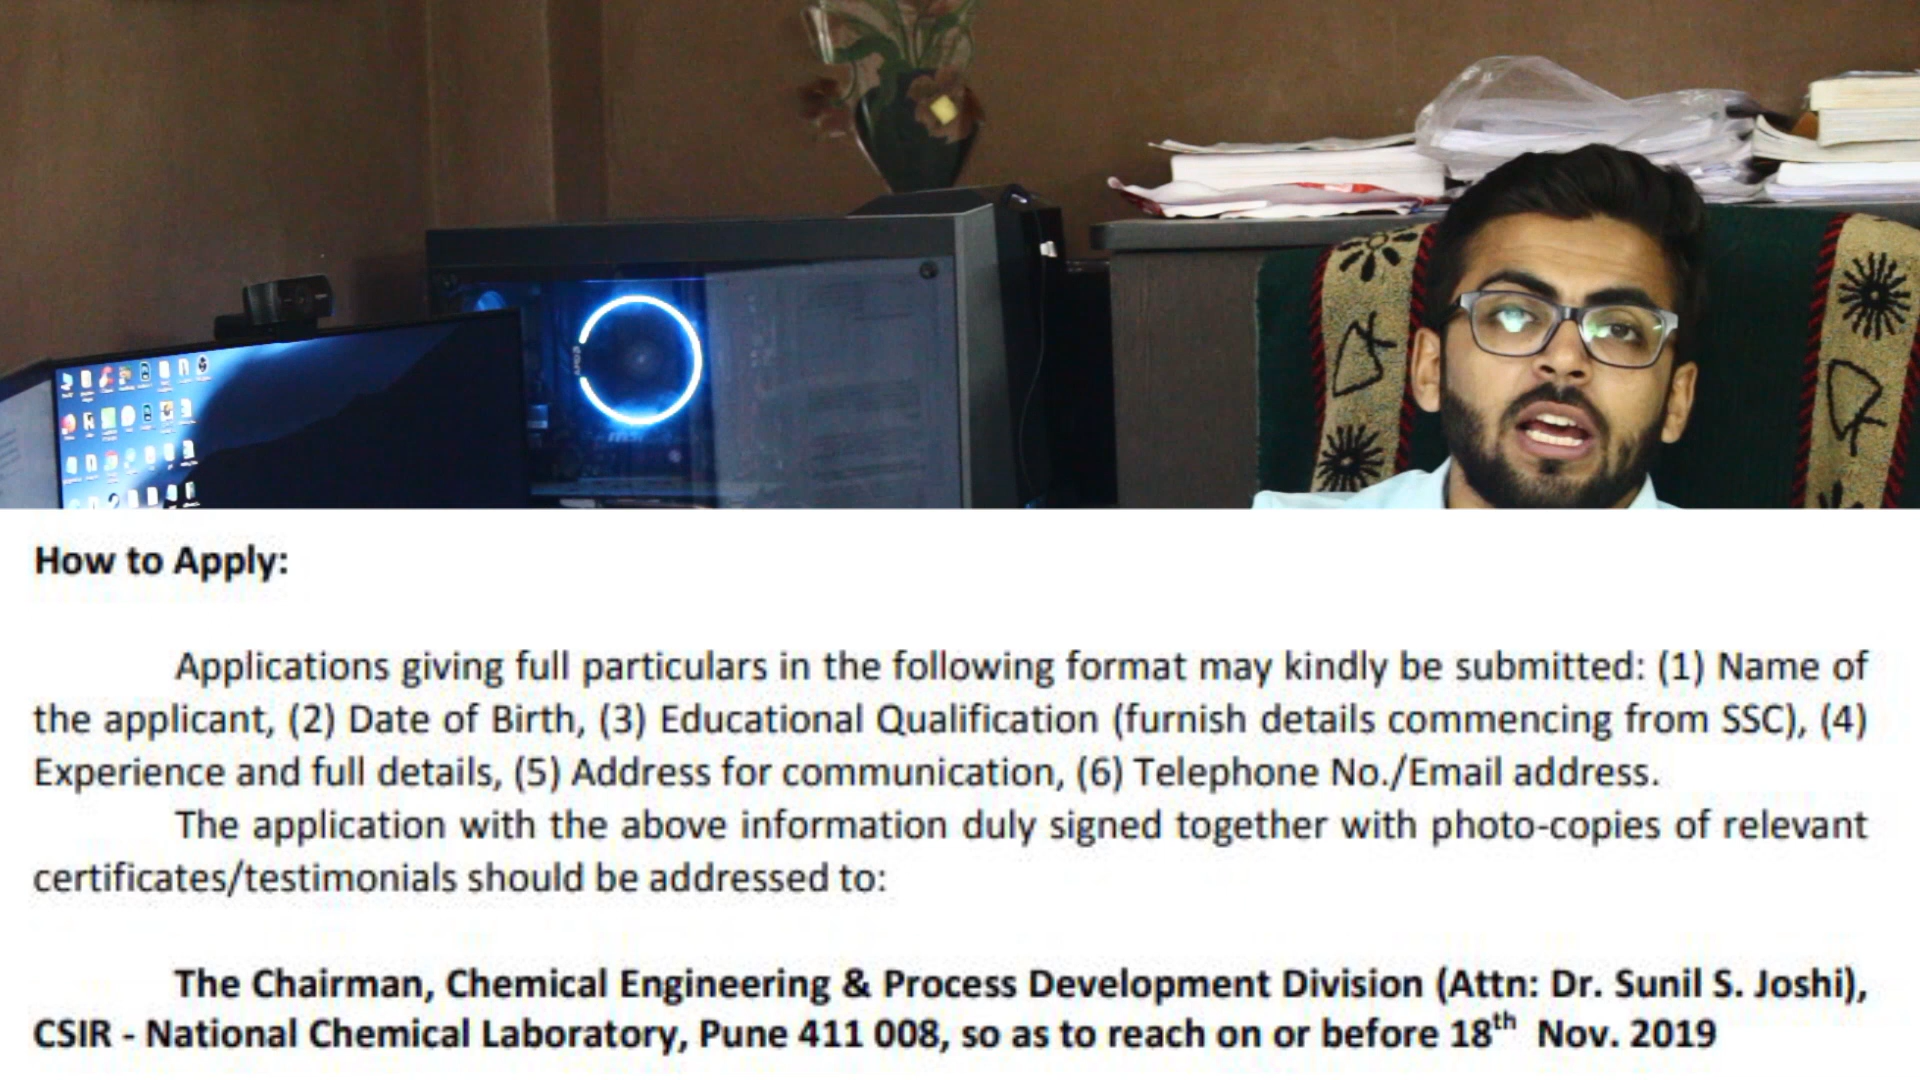 How to Apply:
Applications giving full particulars in the following format may kindly be submitted: (1) Name of
the applicant, (2) Date of Birth, (3) Educational Qualification (furnish details commencing from SSC), (4)
Experience and full details, (5) Address for communication, (6) Telephone No./Email address.
The application with the above information duly signed together with photo-copies of relevant
certificates/testimonials should be addressed to:
The Chairman, Chemical Engineering & Process Development Division (Attn: Dr. Sunil S. Joshi),
CSIR - National Chemical Laboratory, Pune 411 008, so as to reach on or before 18th Nov. 2019